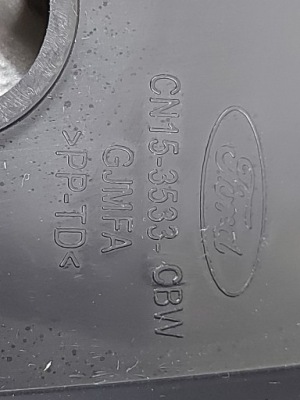 Ford
CN15-3533-CBW
GJMFA
>PP-TD<